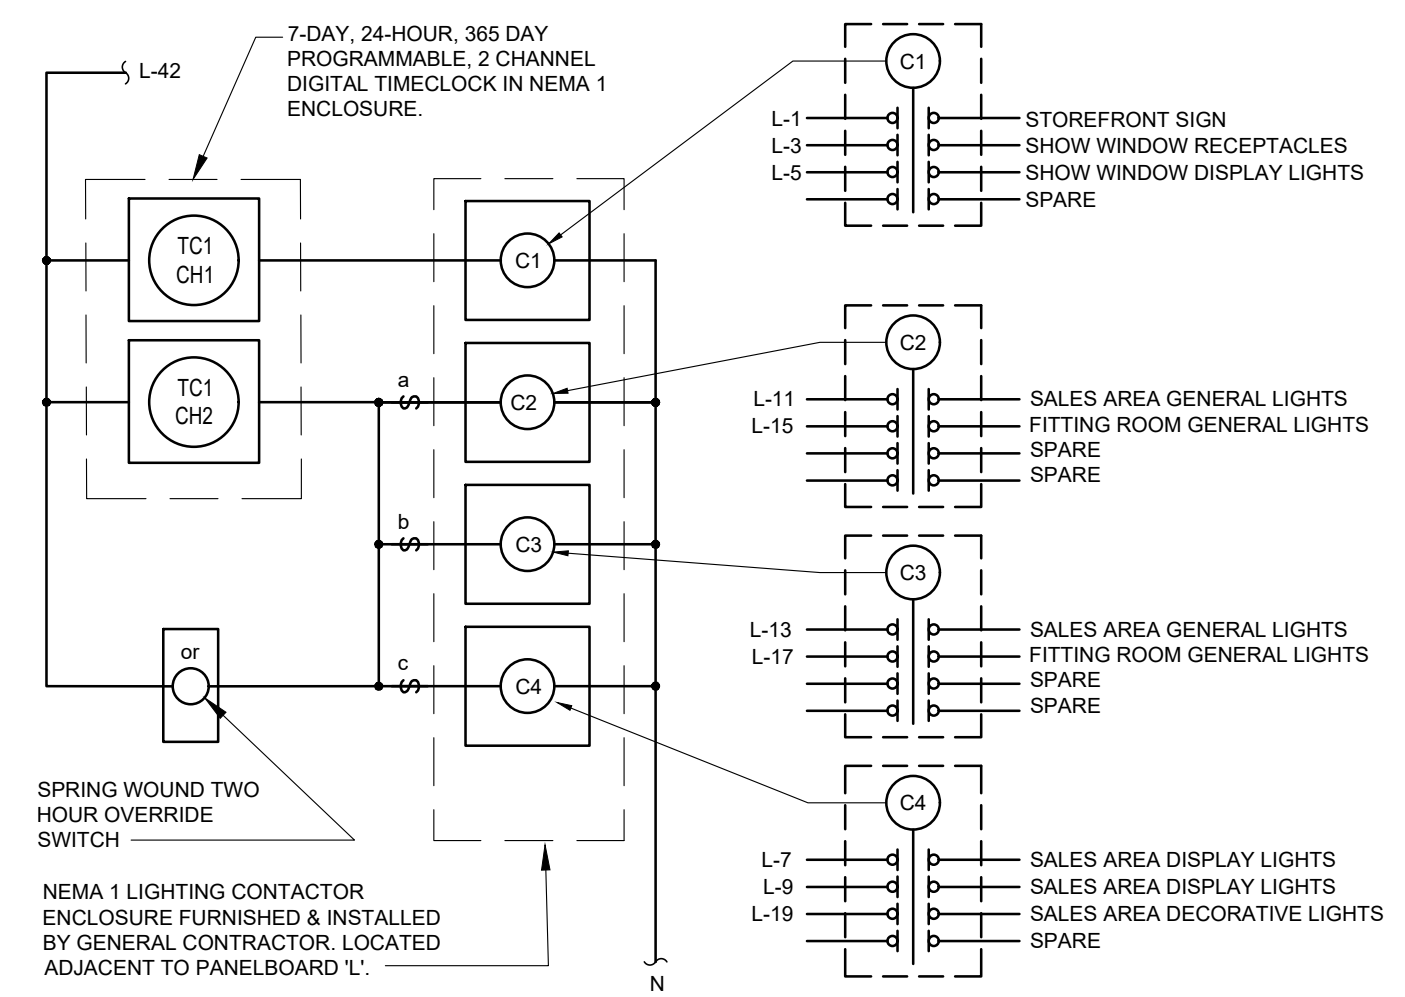 7-DAY, 24-HOUR, 365 DAY
PROGRAMMABLE, 2 CHANNEL
DIGITAL TIMECLOCK IN NEMA 1
ENCLOSURE.
L-42
TC1
CH1
TC1
CH2
C1
a
C2
b
C3
c
C4
or
SPRING WOUND TWO
HOUR OVERRIDE
SWITCH
NEMA 1 LIGHTING CONTACTOR
ENCLOSURE FURNISHED & INSTALLED
BY GENERAL CONTRACTOR. LOCATED
ADJACENT TO PANELBOARD 'L'.
N
C1
L-1 STOREFRONT SIGN
L-3 SHOW WINDOW RECEPTACLES
L-5 SHOW WINDOW DISPLAY LIGHTS
SPARE
C2
L-11 SALES AREA GENERAL LIGHTS
L-15 FITTING ROOM GENERAL LIGHTS
SPARE
SPARE
C3
L-13 SALES AREA GENERAL LIGHTS
L-17 FITTING ROOM GENERAL LIGHTS
SPARE
SPARE
C4
L-7 SALES AREA DISPLAY LIGHTS
L-9 SALES AREA DISPLAY LIGHTS
L-19 SALES AREA DECORATIVE LIGHTS
SPARE